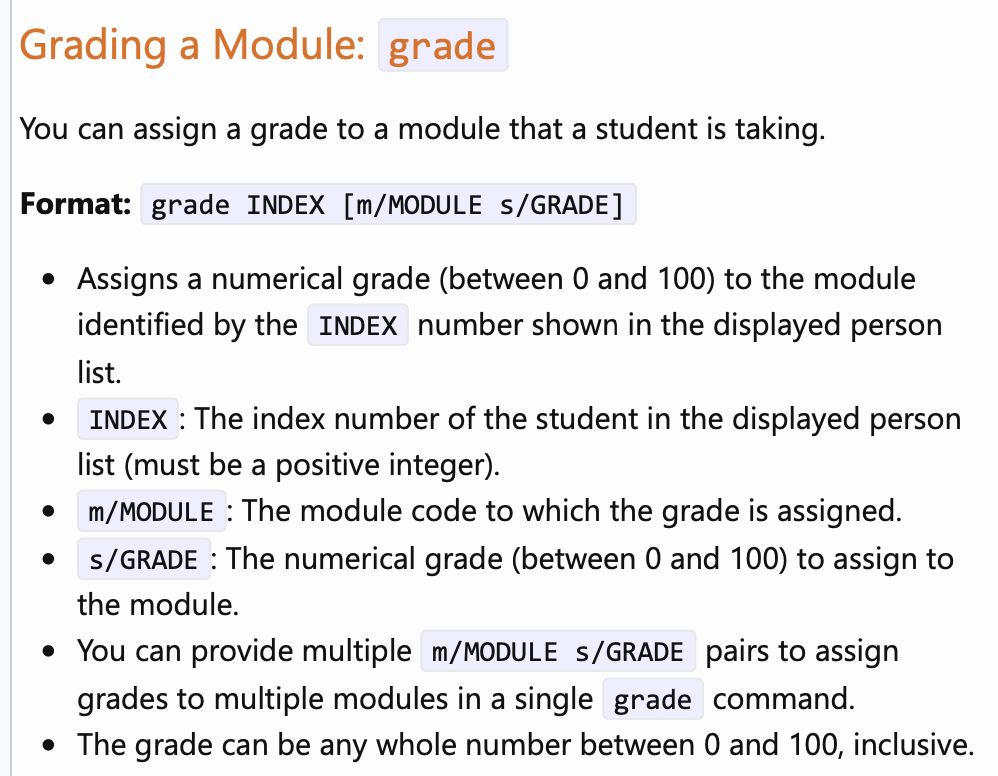 Grading a Module: grade
You can assign a grade to a module that a student is taking.
Format: grade INDEX [m/MODULE s/GRADE]
• Assigns a numerical grade (between 0 and 100) to the module
identified by the INDEX number shown in the displayed person
list.
• INDEX: The index number of the student in the displayed person
list (must be a positive integer).
• m/MODULE: The module code to which the grade is assigned.
• s/GRADE: The numerical grade (between 0 and 100) to assign to
the module.
• You can provide multiple m/MODULE s/GRADE pairs to assign
grades to multiple modules in a single grade command.
• The grade can be any whole number between 0 and 100, inclusive.